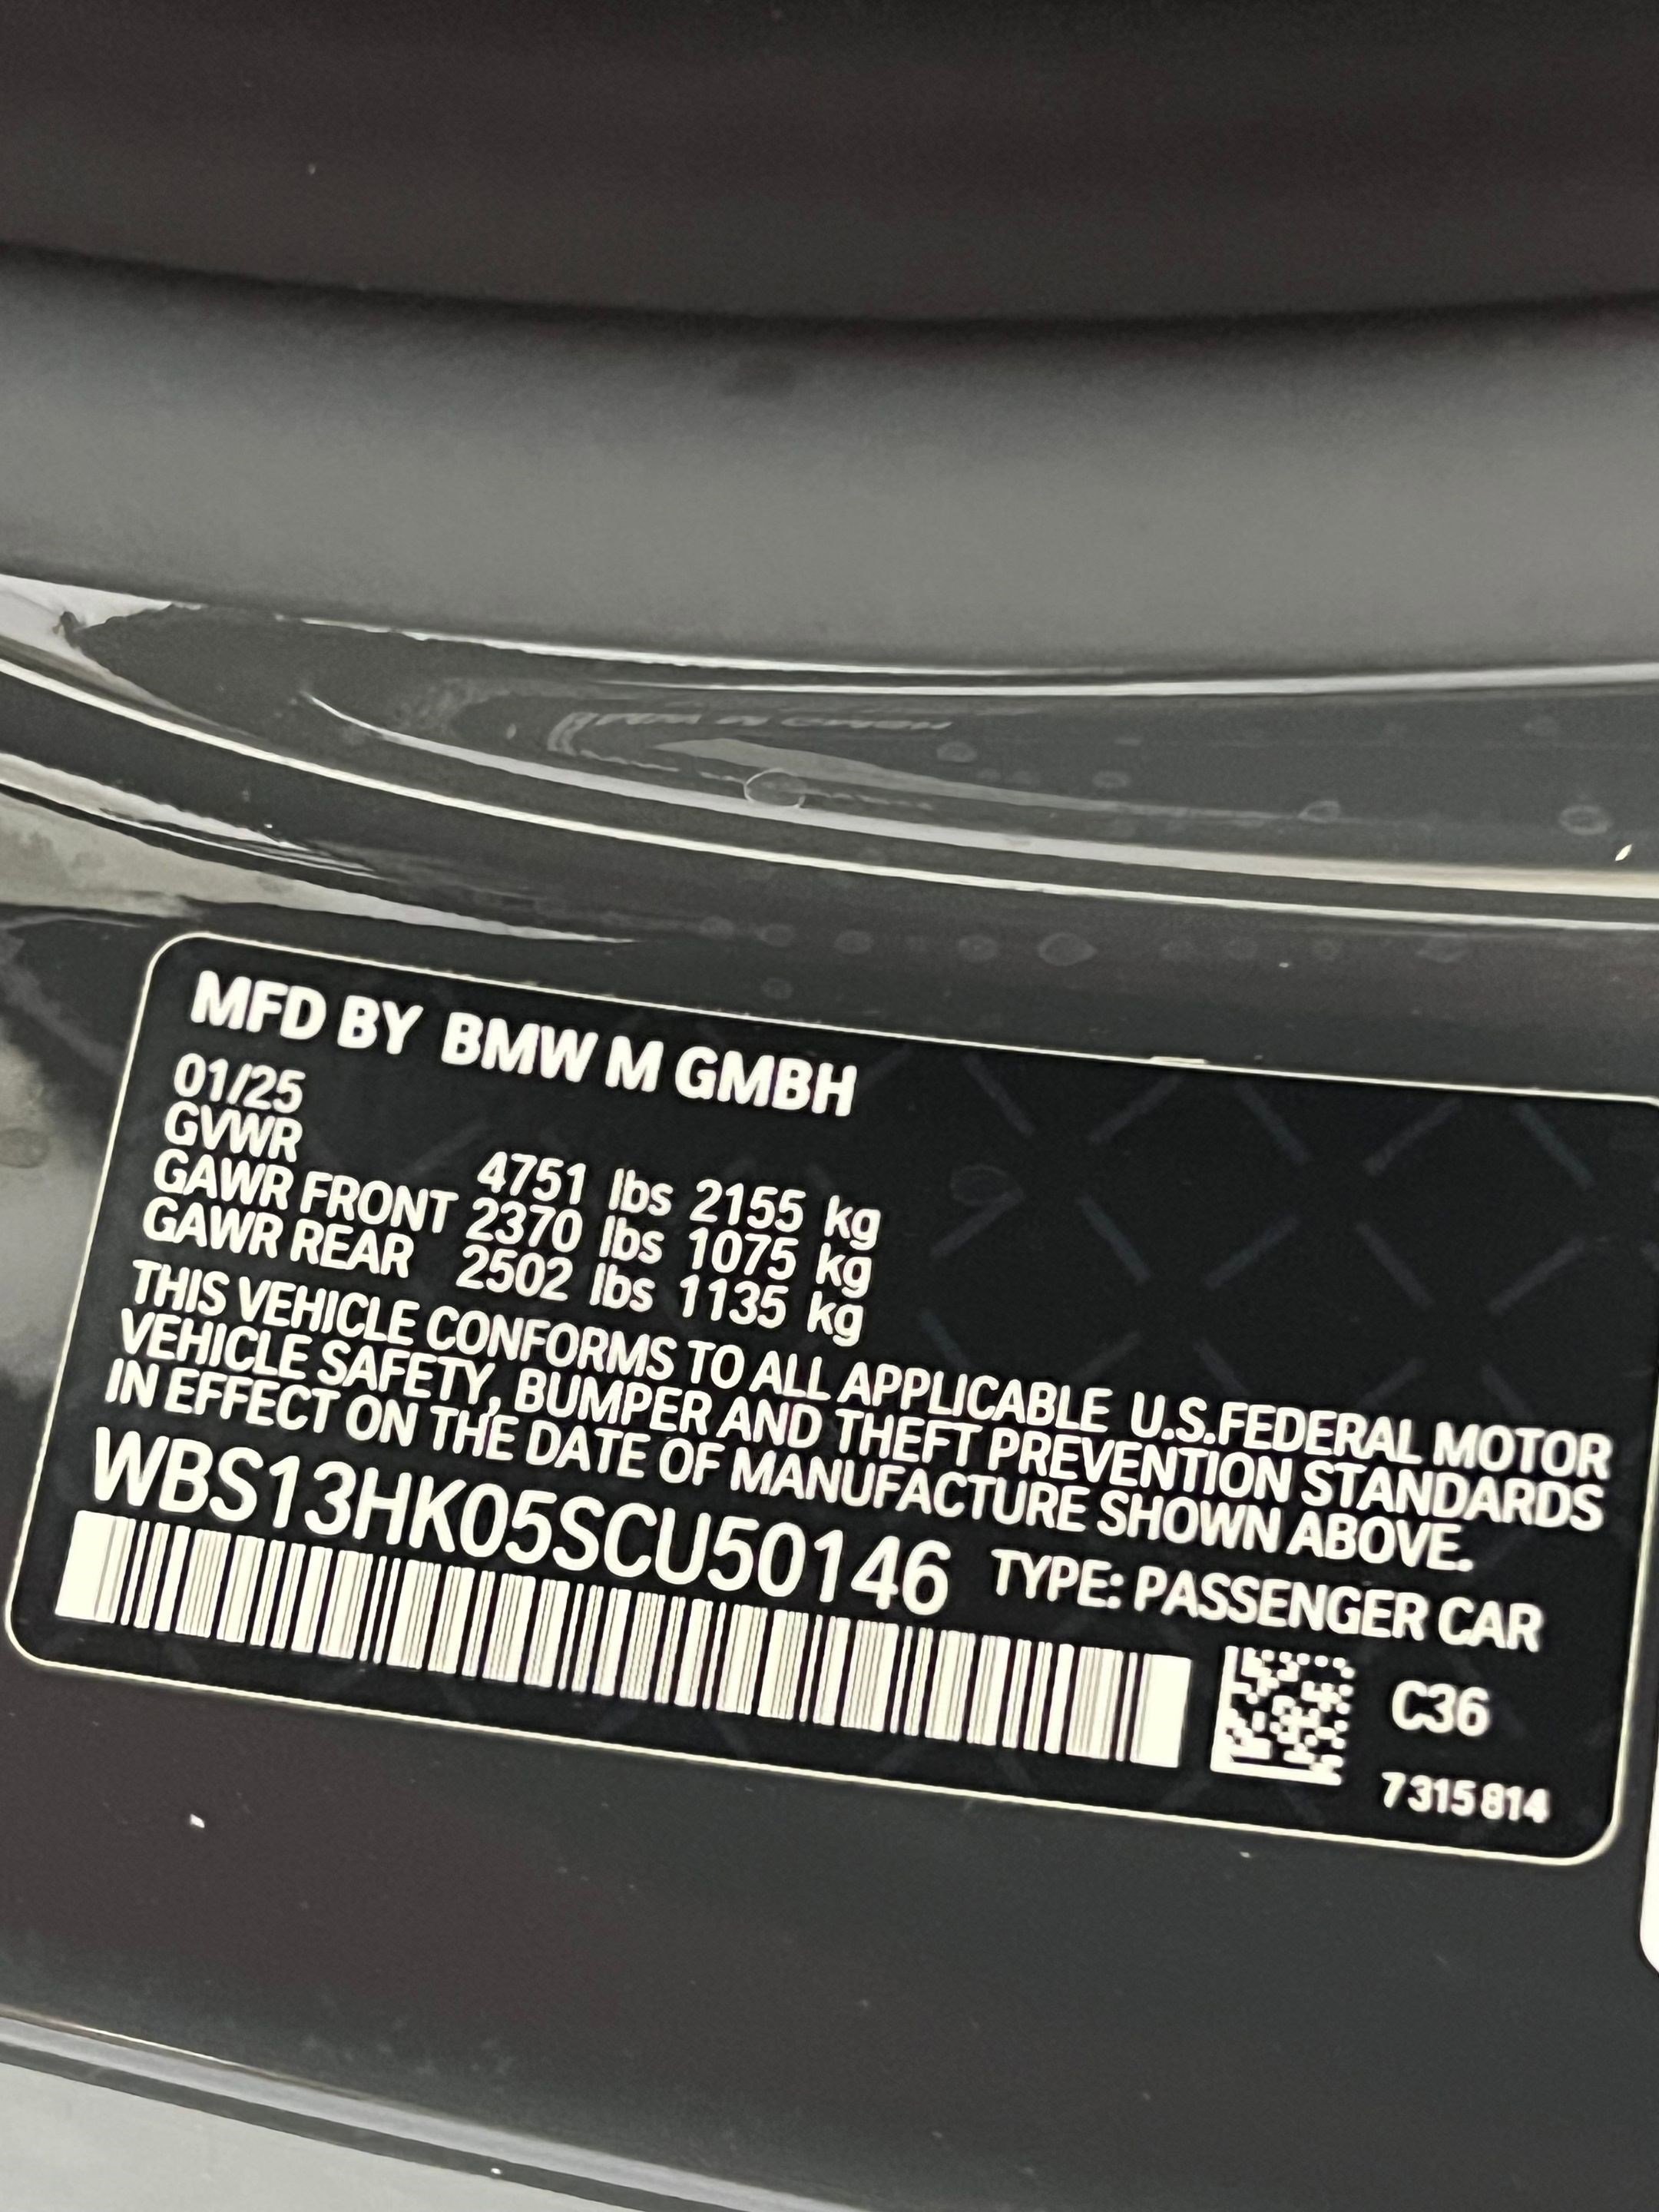 MFD BY BMW M GMBH
01/25
GVWR 4751 lbs 2155 kg
GAWR FRONT 2370 lbs 1075 kg
GAWR REAR 2502 lbs 1135 kg
THIS VEHICLE CONFORMS TO ALL APPLICABLE U.S.FEDERAL MOTOR
VEHICLE SAFETY, BUMPER AND THEFT PREVENTION STANDARDS
IN EFFECT ON THE DATE OF MANUFACTURE SHOWN ABOVE.
WBS13HK05SCU50146 TYPE: PASSENGER CAR
C36
7315814